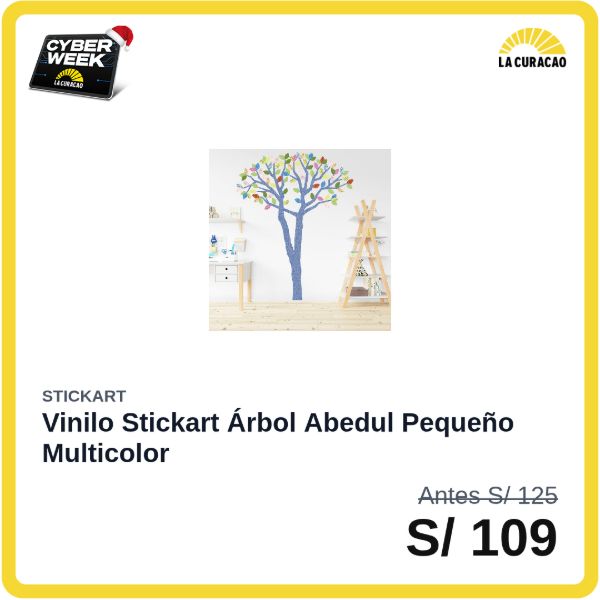 CYBER
WEEK
LA CURACAO
LA CURACAO
STICKART
Vinilo Stickart Árbol Abedul Pequeño
Multicolor
Antes S/ 125
S/ 109